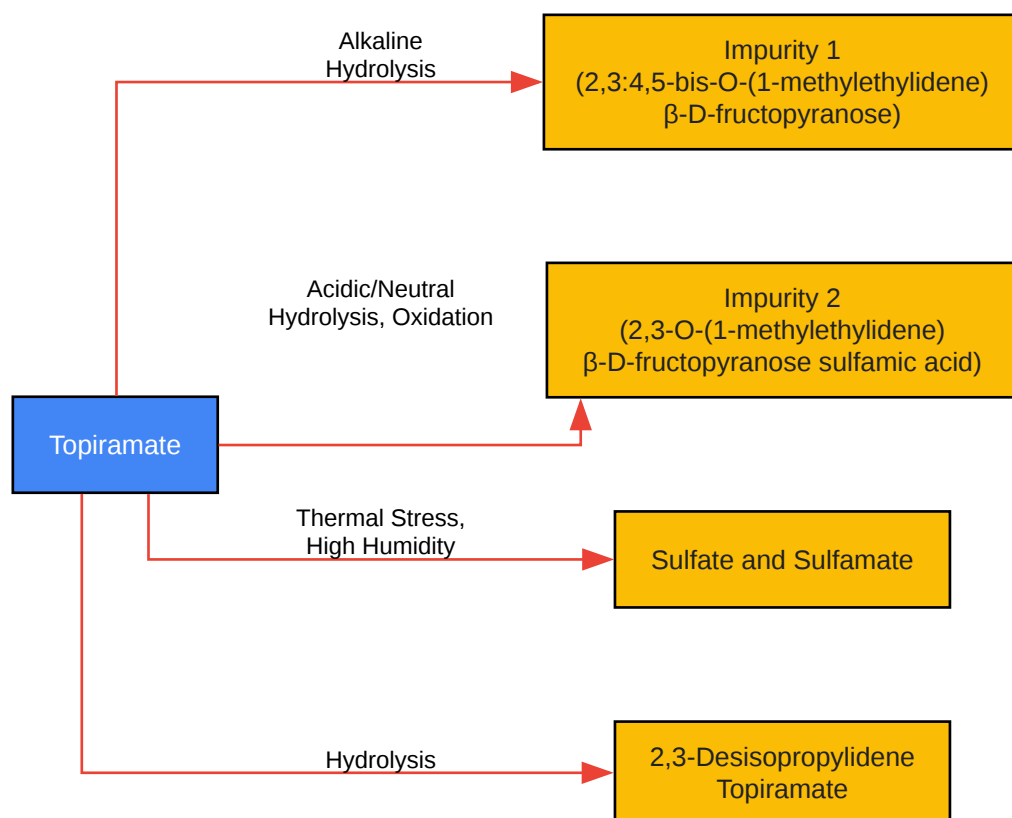 Alkaline
Hydrolysis
Impurity 1
(2,3:4,5-bis-O-(1-methylethylidene)
β-D-fructopyranose)
Acidic/Neutral
Hydrolysis, Oxidation
Impurity 2
(2,3-O-(1-methylethylidene)
β-D-fructopyranose sulfamic acid)
Topiramate
Thermal Stress,
High Humidity
Sulfate and Sulfamate
Hydrolysis
2,3-Desisopropylidene
Topiramate